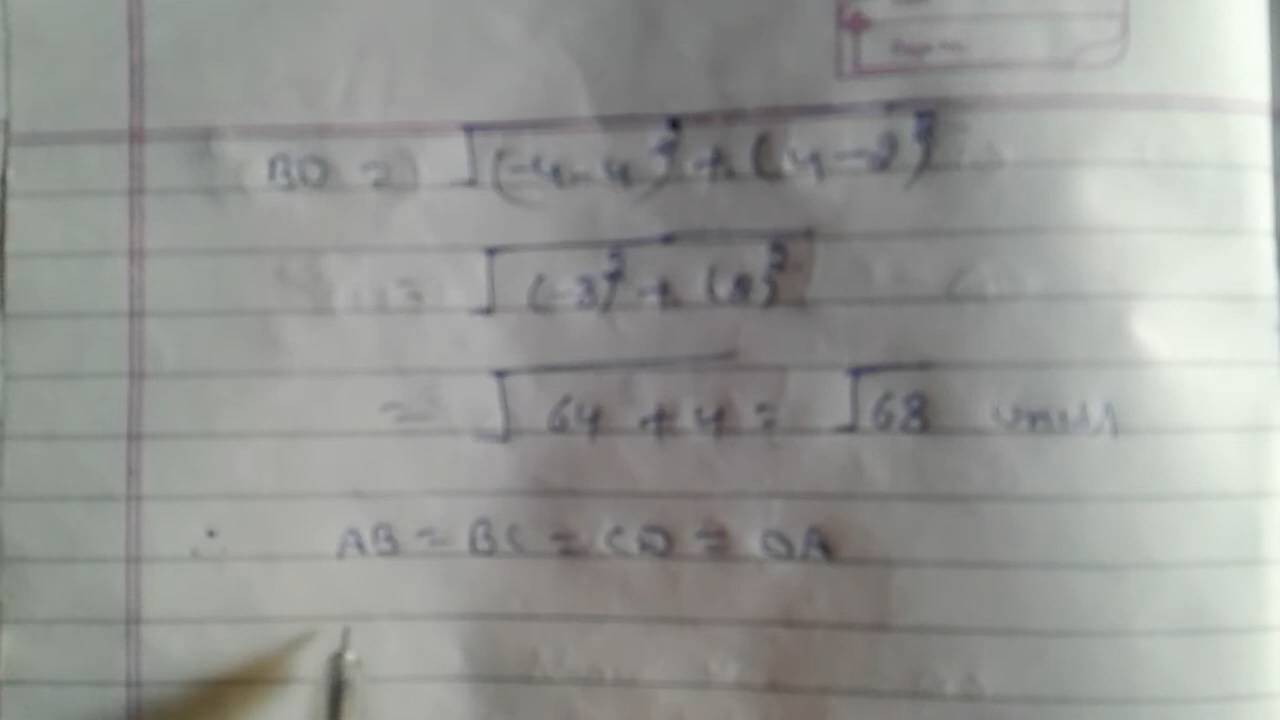 BD = √(-4-4)² + (4-2)²
= √(-8)² + (2)²
= √64 + 4 = √68 units
∴ AB = BC = CD = DA